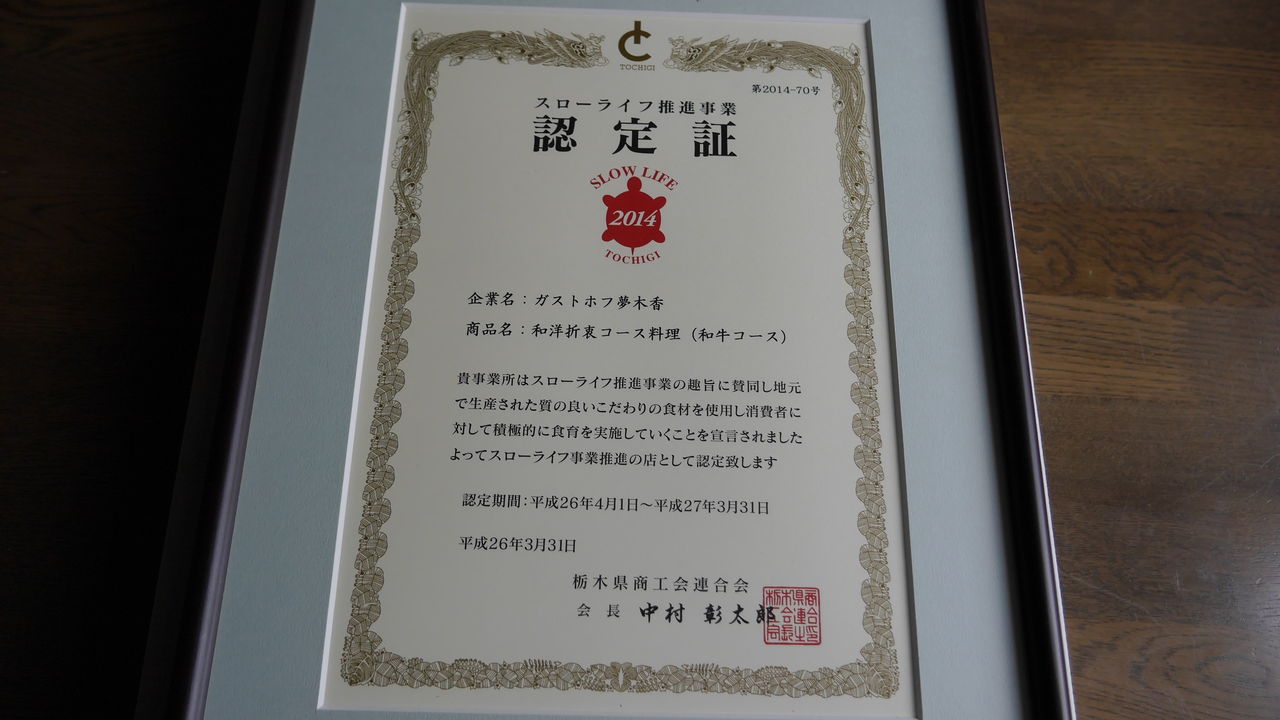 TOCHIGI
第2014-70号
スローライフ推進事業
認定証
SLOW LIFE
2014
TOCHIGI
企業名：ガストホフ夢木香
商品名：和洋折衷コース料理（和牛コース）
貴事業所はスローライフ推進事業の趣旨に賛同し地元
で生産された質の良いこだわりの食材を使用し消費者に
対して積極的に食育を実施していくことを宣言されました
よってスローライフ事業推進の店として認定致します
認定期間：平成26年4月1日～平成27年3月31日
平成26年3月31日
栃木県商工会連合会
会長 中村 彰太郎